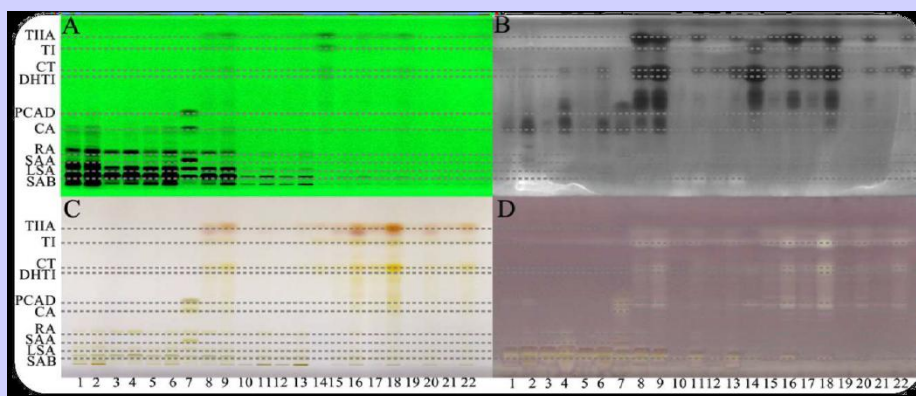 A
B
TIIA
TI
CT
DHTI
PCAD
CA
RA
SAA
LSA
SAB
C
D
TIIA
TI
CT
DHTI
PCAD
CA
RA
SAA
LSA
SAB
1 2 3 4 5 6 7 8 9 10 11 12 13 14 15 16 17 18 19 20 21 22
1 2 3 4 5 6 7 8 9 10 11 12 13 14 15 16 17 18 19 20 21 22